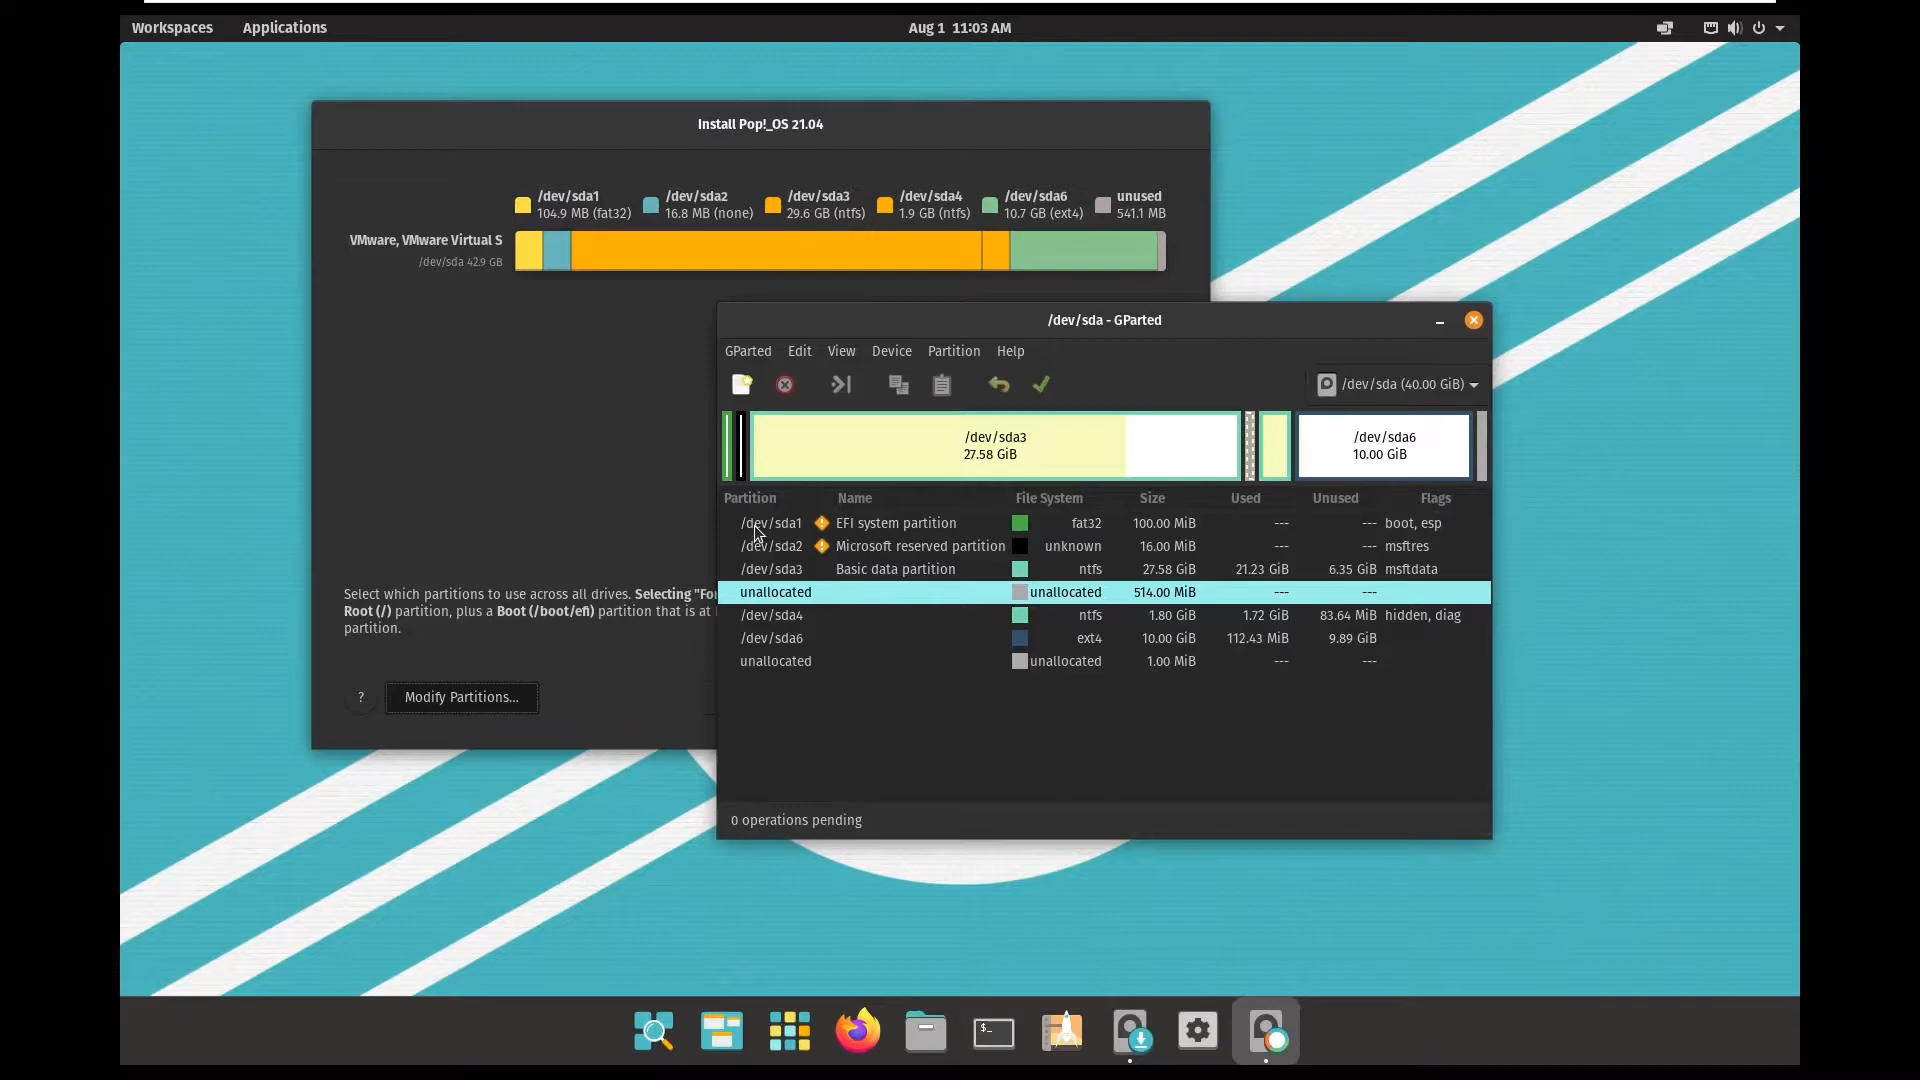 Workspaces Applications Aug 1 11:03 AM
Install Pop!_OS 21.04
/dev/sda1 /dev/sda2 /dev/sda3 /dev/sda4 /dev/sda6 unused
104.9 MB (fat32) 16.8 MB (none) 29.6 GB (ntfs) 1.9 GB (ntfs) 10.7 GB (ext4) 541.1 MB
VMware, VMware Virtual S
/dev/sda 42.9 GB
Select which partitions to use across all drives. Selecting "Fo
Root (/) partition, plus a Boot (/boot/efi) partition that is at
partition.
? Modify Partitions...
/dev/sda - GParted
GParted Edit View Device Partition Help
/dev/sda (40.00 GiB)
/dev/sda3 /dev/sda6
27.58 GiB 10.00 GiB
Partition Name File System Size Used Unused Flags
/dev/sda1 EFI system partition fat32 100.00 MiB --- --- boot, esp
/dev/sda2 Microsoft reserved partition unknown 16.00 MiB --- --- msftres
/dev/sda3 Basic data partition ntfs 27.58 GiB 21.23 GiB 6.35 GiB msftdata
unallocated unallocated 514.00 MiB --- ---
/dev/sda4 ntfs 1.80 GiB 1.72 GiB 83.64 MiB hidden, diag
/dev/sda6 ext4 10.00 GiB 112.43 MiB 9.89 GiB
unallocated unallocated 1.00 MiB --- ---
0 operations pending
$_